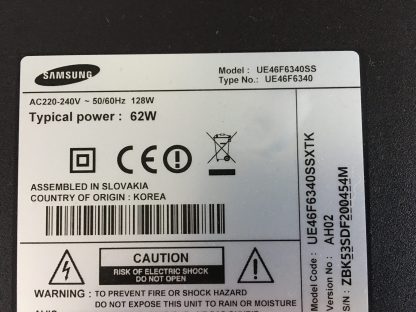 SAMSUNG
Model : UE46F6340SS
Type No.: UE46F6340
AC220-240V ~ 50/60Hz 128W
Typical power : 62W
CE
ASSEMBLED IN SLOVAKIA
COUNTRY OF ORIGIN : KOREA
CAUTION
RISK OF ELECTRIC SHOCK
DO NOT OPEN
WARNING : TO PREVENT FIRE OR SHOCK HAZARD
DO NOT EXPOSE THIS UNIT TO RAIN OR MOISTURE
AVIS
Model Code : UE46F6340SSXTK
Version No : AH02
S/N : ZBK53SDF200454M